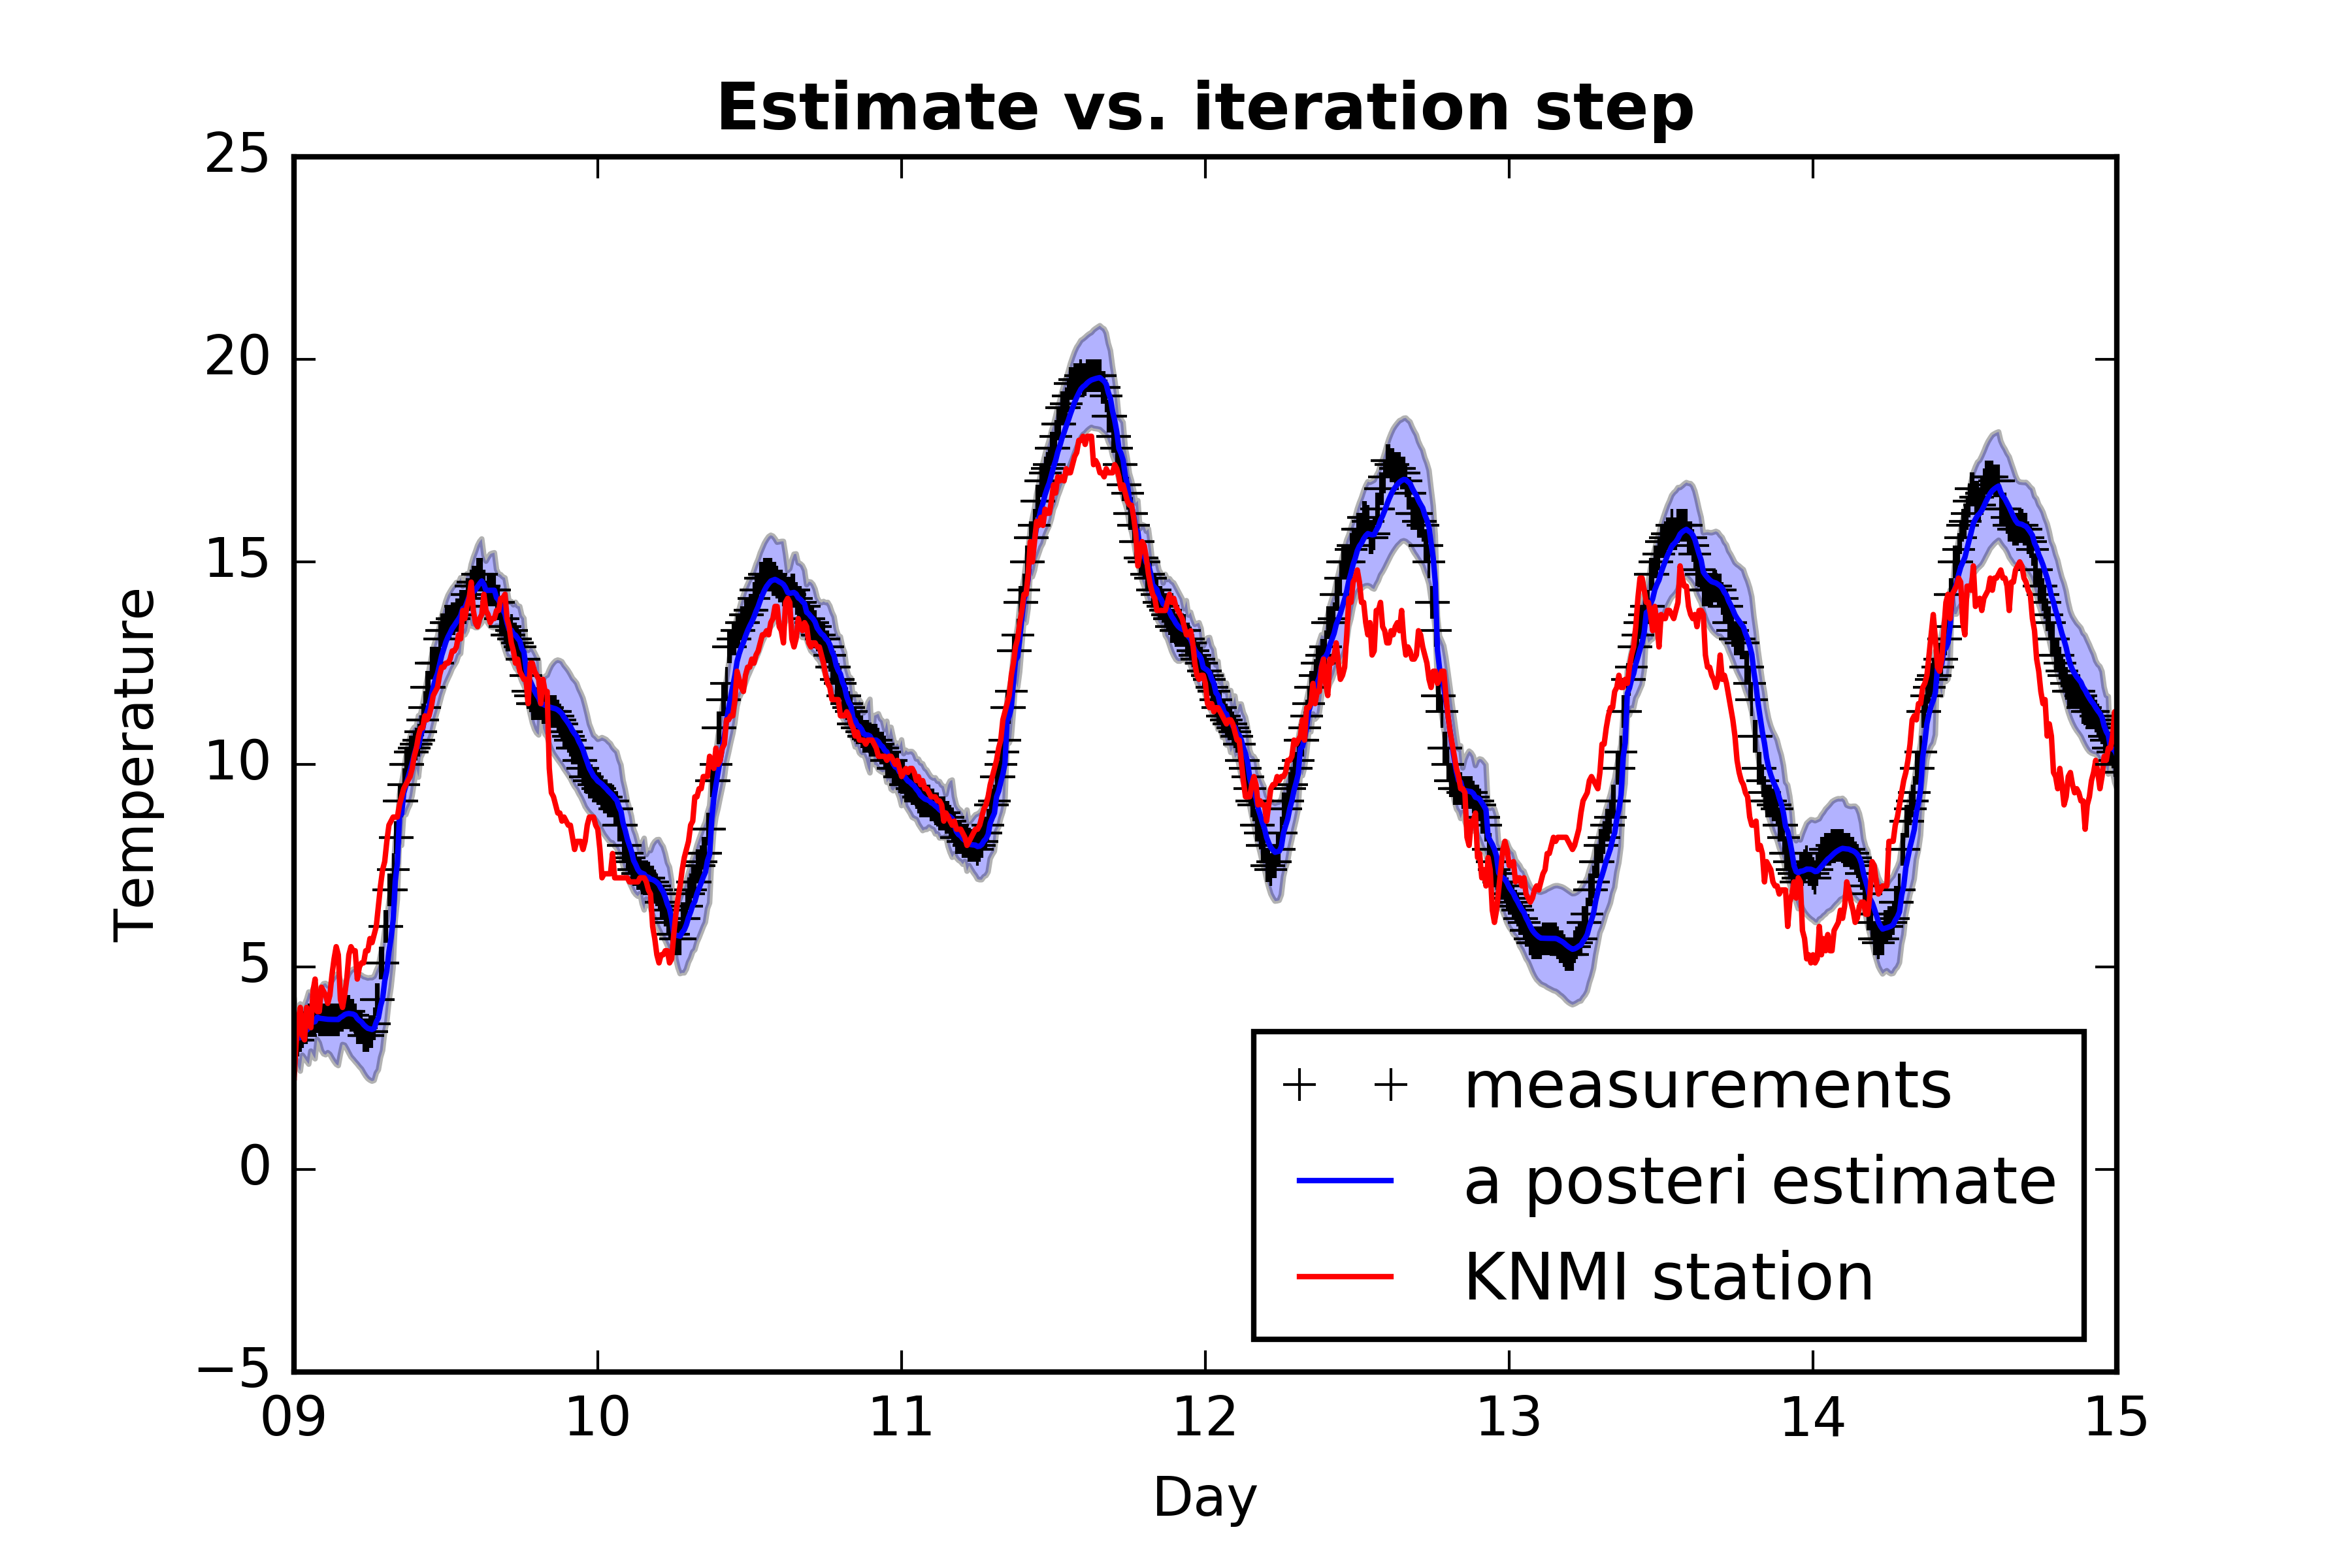 Estimate vs. iteration step
25
20
15
10
5
0
−5
Temperature
09 10 11 12 13 14 15
Day
measurements
a posteri estimate
KNMI station